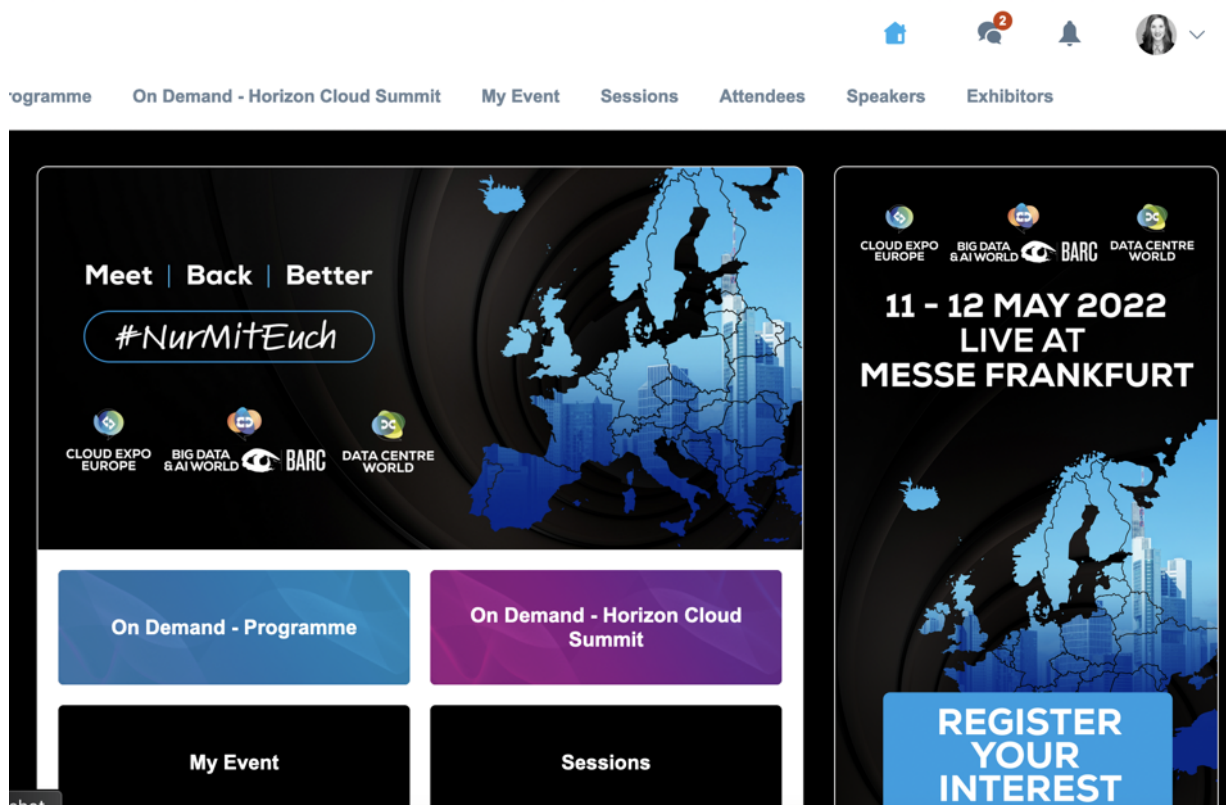 2
ogramme On Demand - Horizon Cloud Summit My Event Sessions Attendees Speakers Exhibitors
Meet | Back | Better
#NurMitEuch
CLOUD EXPO
EUROPE
BIG DATA
& AI WORLD
BARC
DATA CENTRE
WORLD
On Demand - Programme
On Demand - Horizon Cloud
Summit
My Event
Sessions
CLOUD EXPO
EUROPE
BIG DATA
& AI WORLD
BARC
DATA CENTRE
WORLD
11 - 12 MAY 2022
LIVE AT
MESSE FRANKFURT
REGISTER
YOUR
INTEREST